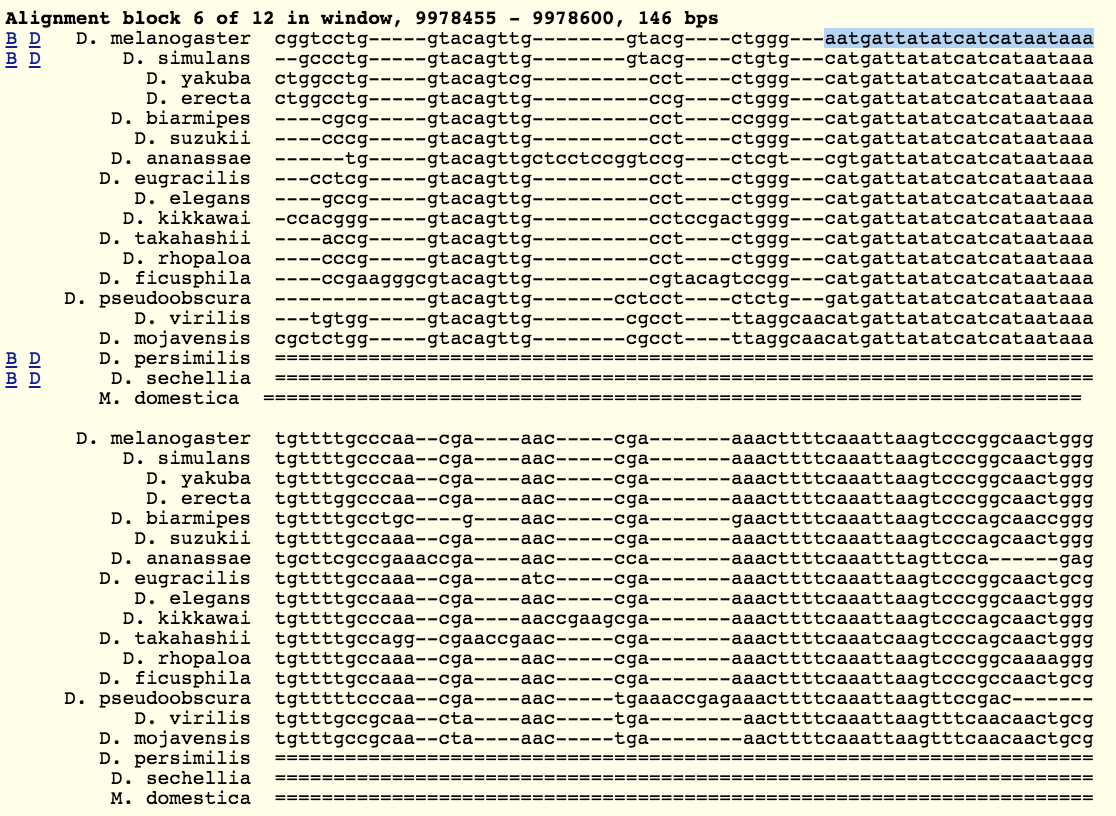 Alignment block 6 of 12 in window, 9978455 - 9978600, 146 bps
B D D. melanogaster cggtcctg-----gtacagttg--------gtacg----ctggg---aatgattatatcatcataataaa
B D D. simulans --gccctg-----gtacagttg--------gtacg----ctgtg---catgattatatcatcataataaa
D. yakuba ctggcctg-----gtacagtcg----------cct----ctggg---catgattatatcatcataataaa
D. erecta ctggcctg-----gtacagttg----------ccg----ctggg---catgattatatcatcataataaa
D. biarmipes ----cgcg-----gtacagttg----------cct----ccggg---catgattatatcatcataataaa
D. suzukii ----cccg-----gtacagttg----------cct----ctggg---catgattatatcatcataataaa
D. ananassae ------tg-----gtacagttgctcctccggtccg----ctcgt---cgtgattatatcatcataataaa
D. eugracilis ---cctcg-----gtacagttg----------cct----ctggg---catgattatatcatcataataaa
D. elegans ----gccg-----gtacagttg----------cct----ctggg---catgattatatcatcataataaa
D. kikkawai -ccacggg-----gtacagttg----------cctccgactggg---catgattatatcatcataataaa
D. takahashii ----accg-----gtacagttg----------cct----ctggg---catgattatatcatcataataaa
D. rhopaloa ----cccg-----gtacagttg----------cct----ctggg---catgattatatcatcataataaa
D. ficusphila ----ccgaagggcgtacagttg----------cgtacagtccgg---catgattatatcatcataataaa
D. pseudoobscura -------------gtacagttg-------cctcct----ctctg---gatgattatatcatcataataaa
D. virilis ---tgtgg-----gtacagttg--------cgcct----ttaggcaacatgattatatcatcataataaa
D. mojavensis cgctctgg-----gtacagttg--------cgcct----ttaggcaacatgattatatcatcataataaa
B D D. persimilis ======================================================================
B D D. sechellia ======================================================================
M. domestica ======================================================================
D. melanogaster tgttttgcccaa--cga----aac-----cga-------aaacttttcaaattaagtcccggcaactggg
D. simulans tgttttgcccaa--cga----aac-----cga-------aaacttttcaaattaagtcccggcaactggg
D. yakuba tgttttgcccaa--cga----aac-----cga-------aaacttttcaaattaagtcccggcaactggg
D. erecta tgtttggcccaa--cga----aac-----cga-------aaacttttcaaattaagtcccggcaactggg
D. biarmipes tgttttgcctgc----g----aac-----cga-------gaacttttcaaattaagtcccagcaaccggg
D. suzukii tgttttgccaaa--cga----aac-----cga-------aaacttttcaaattaagtcccagcaactggg
D. ananassae tgcttcgccgaaaccga----aac-----cca-------aaacttttcaaatttagttcca------gag
D. eugracilis tgttttgccaaa--cga----atc-----cga-------aaacttttcaaattaagtcccggcaactgcg
D. elegans tgttttgccaaa--cga----aac-----cga-------aaacttttcaaattaagtcccggcaactggg
D. kikkawai tgttttgccaaa--cga----aaccgaagcga-------aaacttttcaaattaagtcccagcaactggg
D. takahashii tgttttgccagg--cgaaccgaac-----cga-------aaacttttcaaatcaagtcccagcaactggg
D. rhopaloa tgttttgccaaa--cga----aac-----cga-------aaacttttcaaattaagtcccggcaaaaggg
D. ficusphila tgttttgccaaa--cga----aac-----cga-------aaacttttcaaattaagtcccgccaactgcg
D. pseudoobscura tgtttttcccaa--cga----aac-----tgaaaccgagaaacttttcaaattaagttccgac-------
D. virilis tgtttgccgcaa--cta----aac-----tga--------aacttttcaaattaagtttcaacaactgcg
D. mojavensis tgtttgccgcaa--cta----aac-----tga--------aacttttcaaattaagtttcaacaactgcg
D. persimilis ======================================================================
D. sechellia ======================================================================
M. domestica ======================================================================